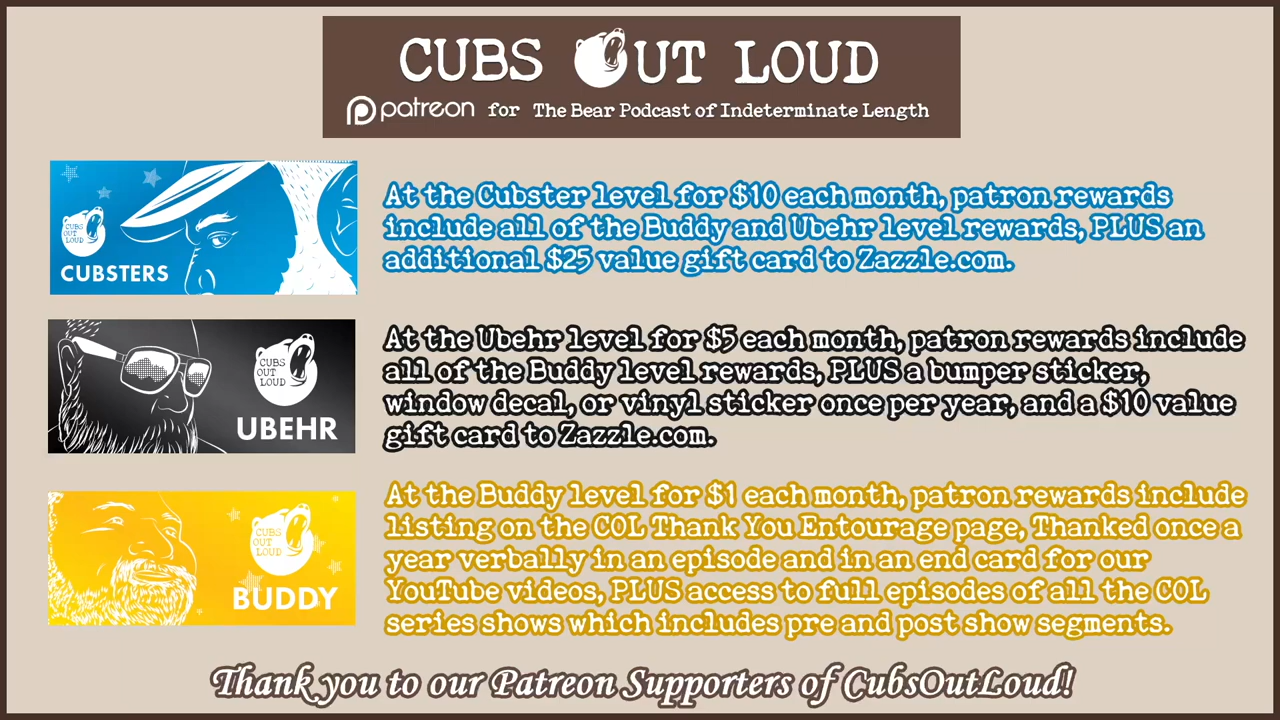 CUBS OUT LOUD
patreon for The Bear Podcast of Indeterminate Length
CUBS
OUT
LOUD
CUBSTERS
At the Cubster level for $10 each month, patron rewards
include all of the Buddy and Ubehr level rewards, PLUS an
additional $25 value gift card to Zazzle.com.
CUBS
OUT
LOUD
UBEHR
At the Ubehr level for $5 each month, patron rewards include
all of the Buddy level rewards, PLUS a bumper sticker,
window decal, or vinyl sticker once per year, and a $10 value
gift card to Zazzle.com.
CUBS
OUT
LOUD
BUDDY
At the Buddy level for $1 each month, patron rewards include
listing on the COL Thank You Entourage page, Thanked once a
year verbally in an episode and in an end card for our
YouTube videos, PLUS access to full episodes of all the COL
series shows which includes pre and post show segments.
Thank you to our Patreon Supporters of CubsOutLoud!